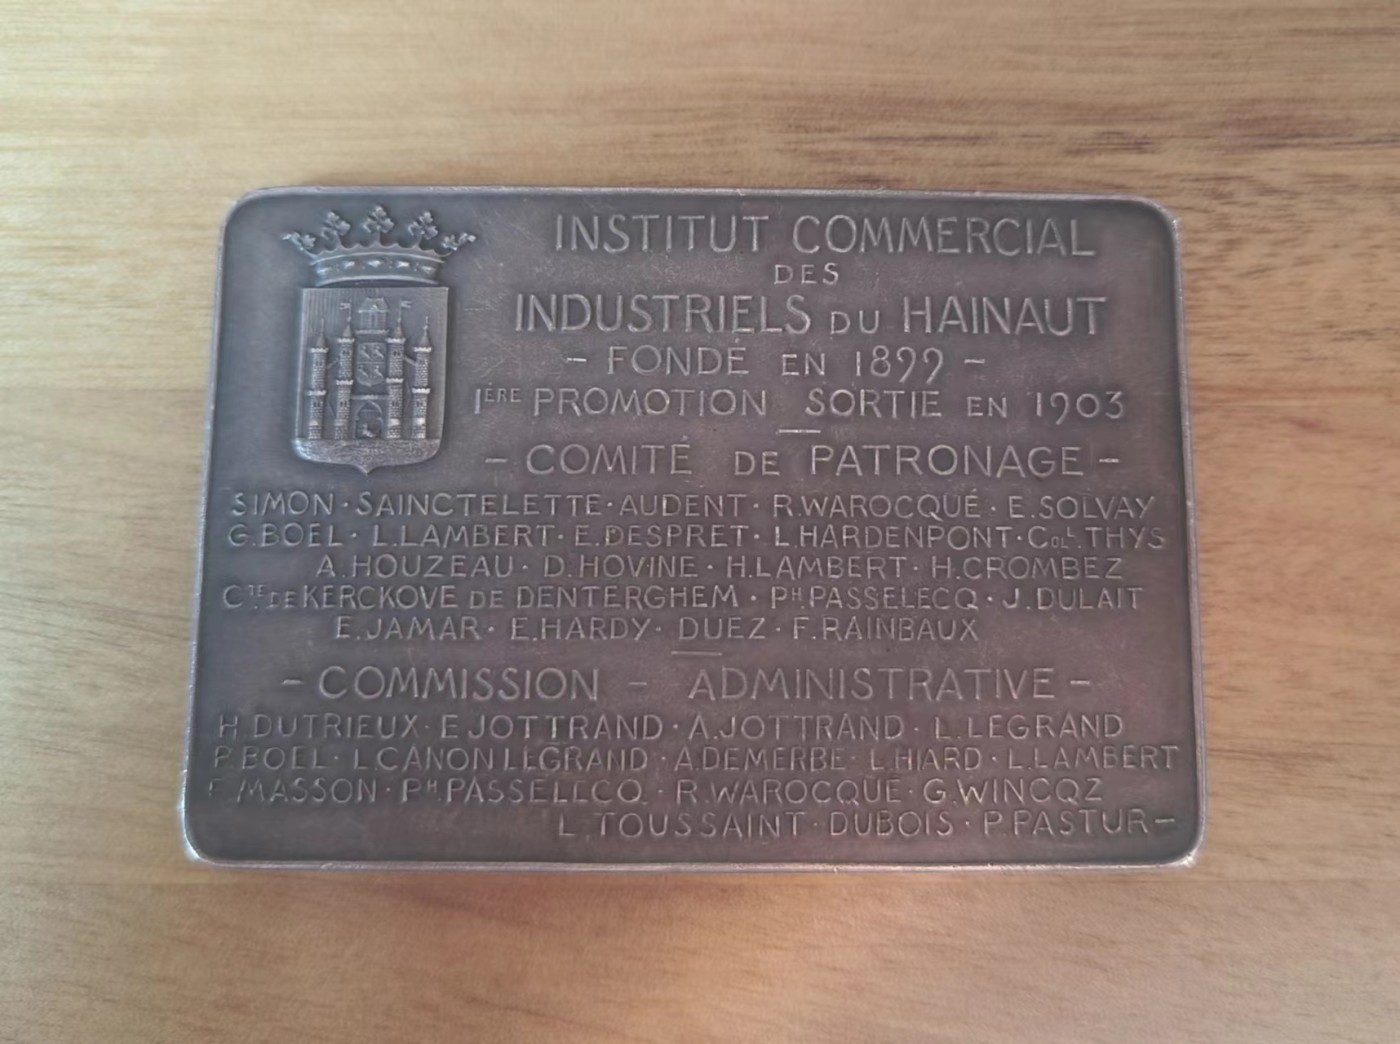 INSTITUT COMMERCIAL
DES
INDUSTRIELS DU HAINAUT
- FONDÉ EN 1899 -
1ÈRE PROMOTION SORTIE EN 1903
- COMITÉ DE PATRONAGE -
SIMON · SAINCTELETTE · AUDENT · R.WAROCQUÉ · E.SOLVAY
G.BOEL · L.LAMBERT · E.DESPRET · L.HARDENPONT · COLL. THYS
A.HOUZEAU · D.HOVINE · H.LAMBERT · H.CROMBEZ
CTE. DE KERCKOVE DE DENTERGHEM · PH.PASSELECQ · J.DULAIT
E.JAMAR · E.HARDY · DUEZ · F.RAINBAUX
- COMMISSION - ADMINISTRATIVE -
H.DUTRIEUX · E.JOTTRAND · A.JOTTRAND · L.LEGRAND
P.BOEL · L.CANON LEGRAND · A.DEMERBE · L.HIARD · L.LAMBERT
F.MASSON · PH.PASSELECQ · R.WAROCQUÉ · G.WINCQZ
L.TOUSSAINT · DUBOIS · P.PASTUR -